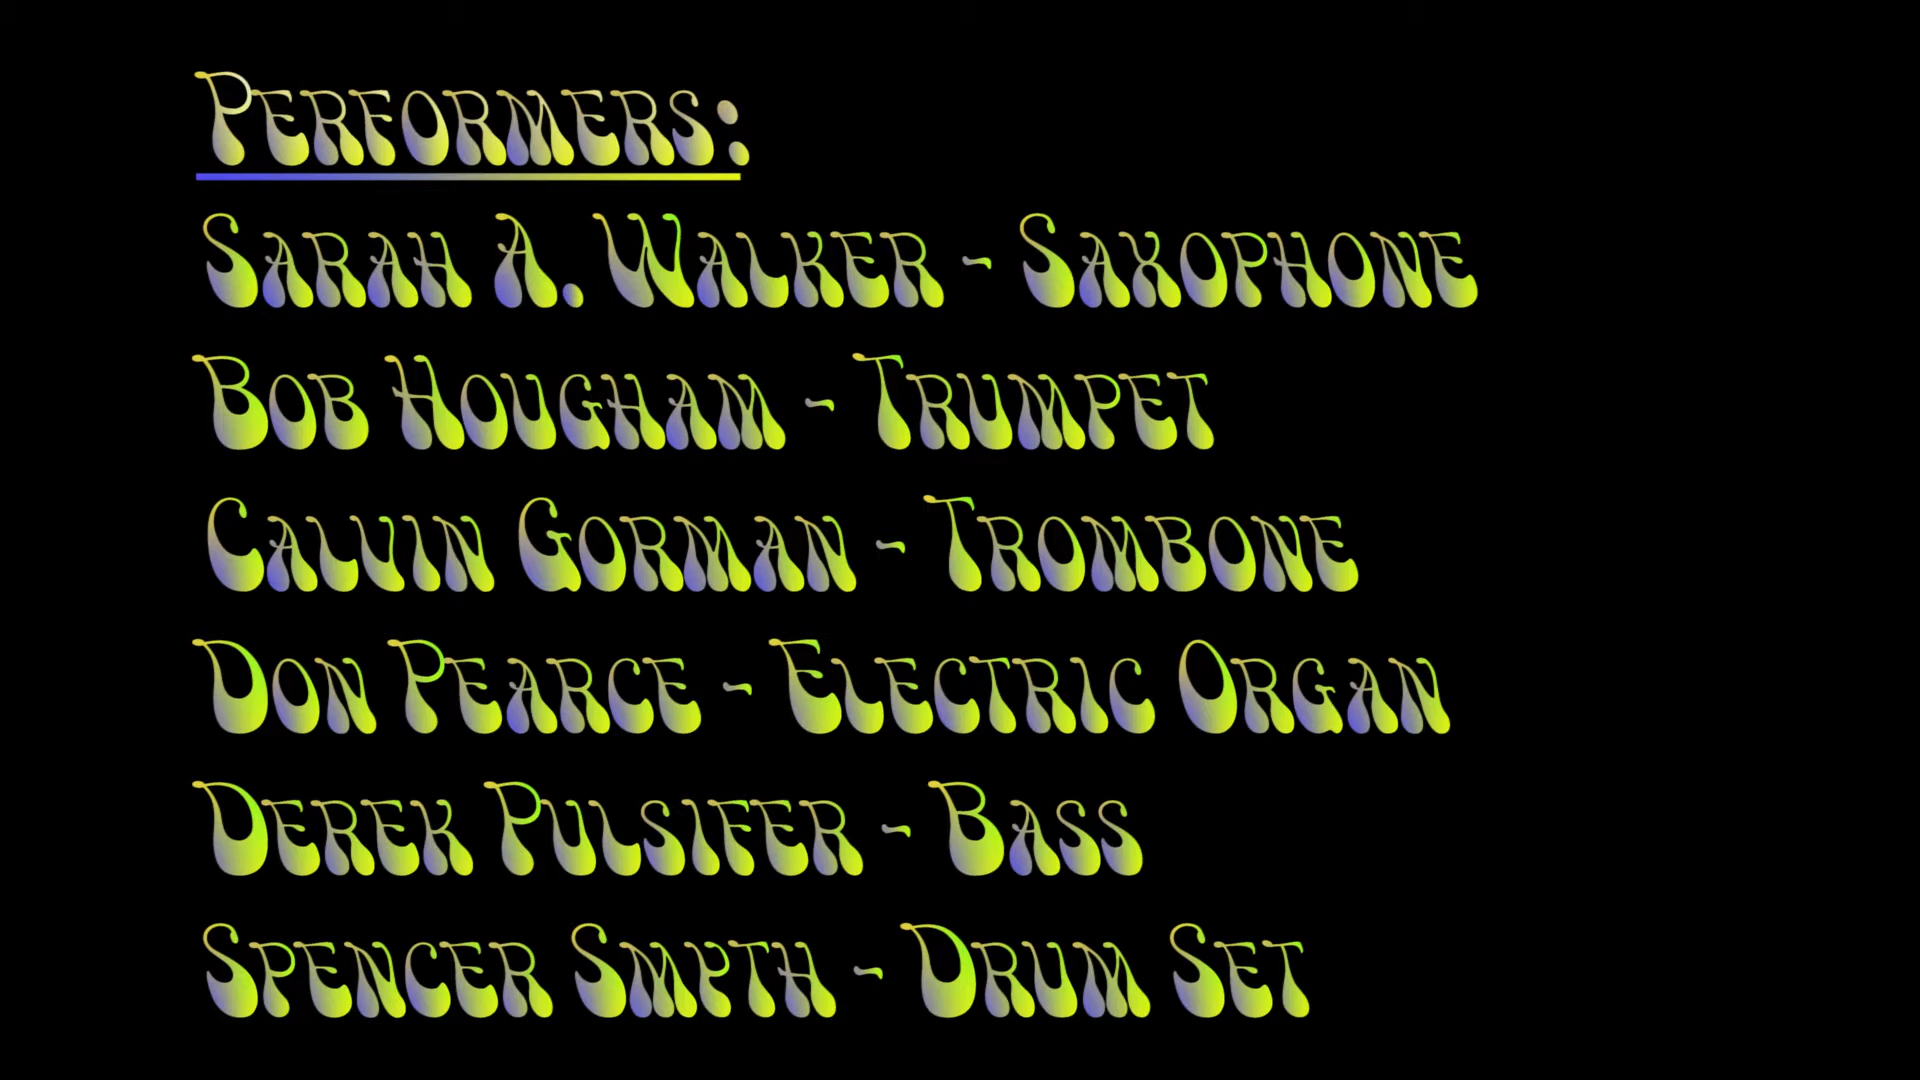 Performers:
Sarah A. Walker - Saxophone
Bob Hougham - Trumpet
Calvin Gorman - Trombone
Don Pearce - Electric Organ
Derek Pulsifer - Bass
Spencer Smpth - Drum Set